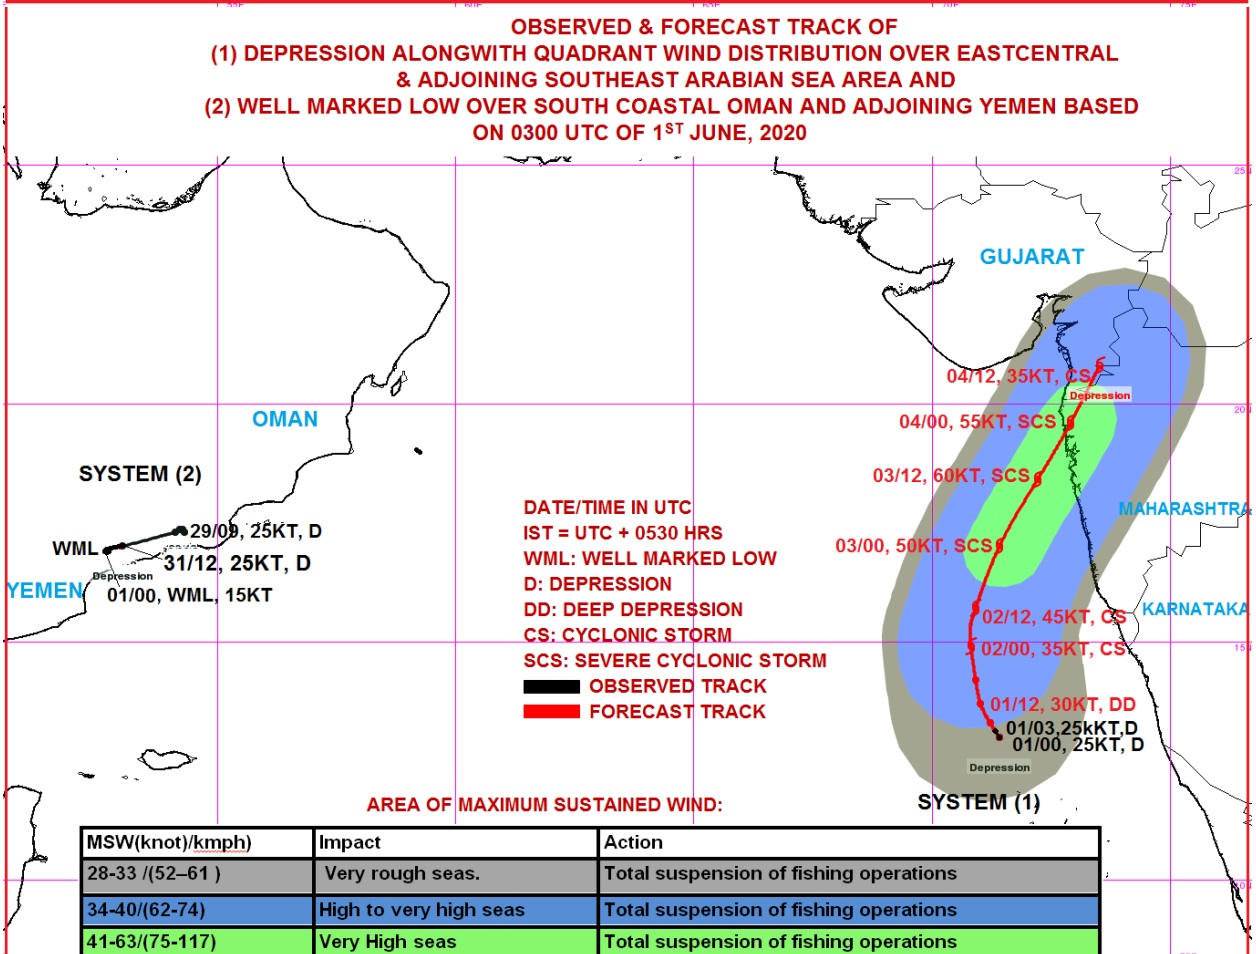 55E
60E
65E
70E
75E
OBSERVED & FORECAST TRACK OF
(1) DEPRESSION ALONGWITH QUADRANT WIND DISTRIBUTION OVER EASTCENTRAL
& ADJOINING SOUTHEAST ARABIAN SEA AREA AND
(2) WELL MARKED LOW OVER SOUTH COASTAL OMAN AND ADJOINING YEMEN BASED
ON 0300 UTC OF 1ST JUNE, 2020
25
GUJARAT
04/12, 35KT, CS
Depression
20
OMAN
04/00, 55KT, SCS
SYSTEM (2)
03/12, 60KT, SCS
MAHARASHTRA
29/09, 25KT, D
WML
31/12, 25KT, D
Depression
YEMEN
01/00, WML, 15KT
03/00, 50KT, SCS
DATE/TIME IN UTC
IST = UTC + 0530 HRS
WML: WELL MARKED LOW
D: DEPRESSION
DD: DEEP DEPRESSION
CS: CYCLONIC STORM
SCS: SEVERE CYCLONIC STORM
OBSERVED TRACK
FORECAST TRACK
KARNATAKA
02/12, 45KT, CS
15
02/00, 35KT, CS
01/12, 30KT, DD
01/03,25kKT,D
01/00, 25KT, D
Depression
SYSTEM (1)
AREA OF MAXIMUM SUSTAINED WIND:
MSW(knot)/kmph) Impact Action
28-33 /(52–61 ) Very rough seas. Total suspension of fishing operations
34-40/(62-74) High to very high seas Total suspension of fishing operations
41-63/(75-117) Very High seas Total suspension of fishing operations